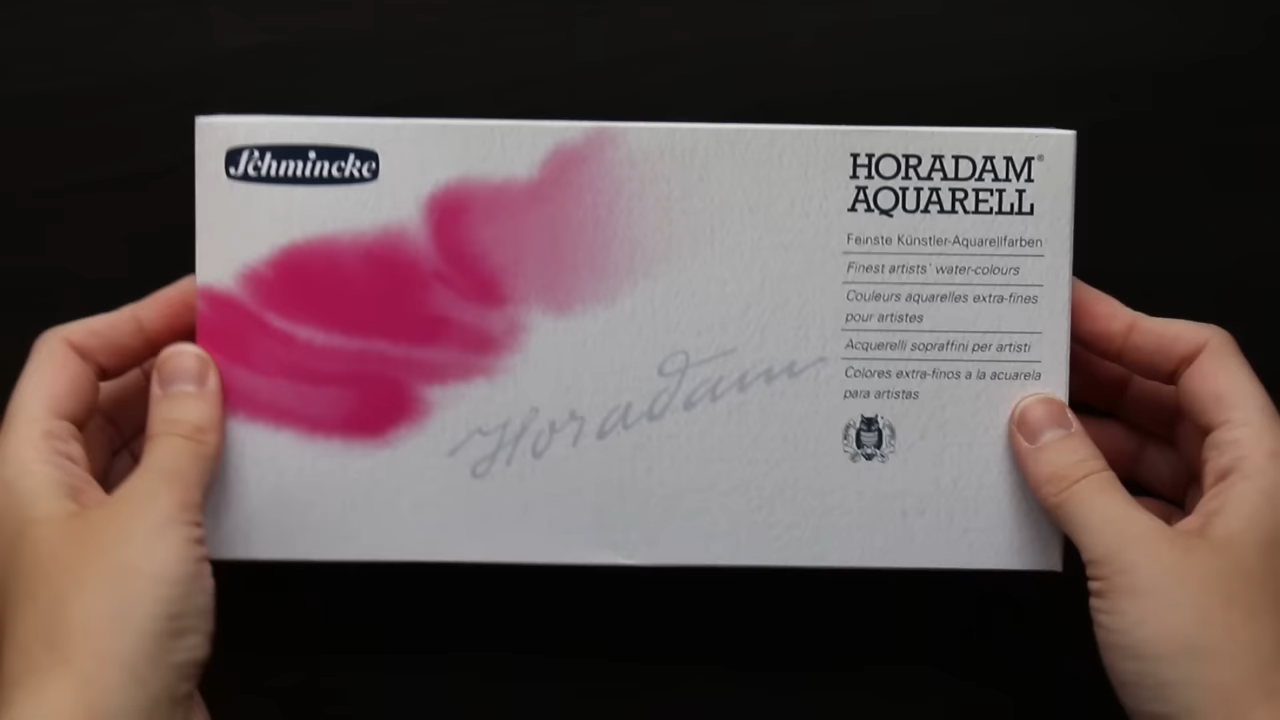 Schmincke
HORADAM®
AQUARELL
Feinste Künstler-Aquarellfarben
Finest artists' water-colours
Couleurs aquarelles extra-fines
pour artistes
Acquerelli sopraffini per artisti
Colores extra-finos a la acuarela
para artistas
Horadam